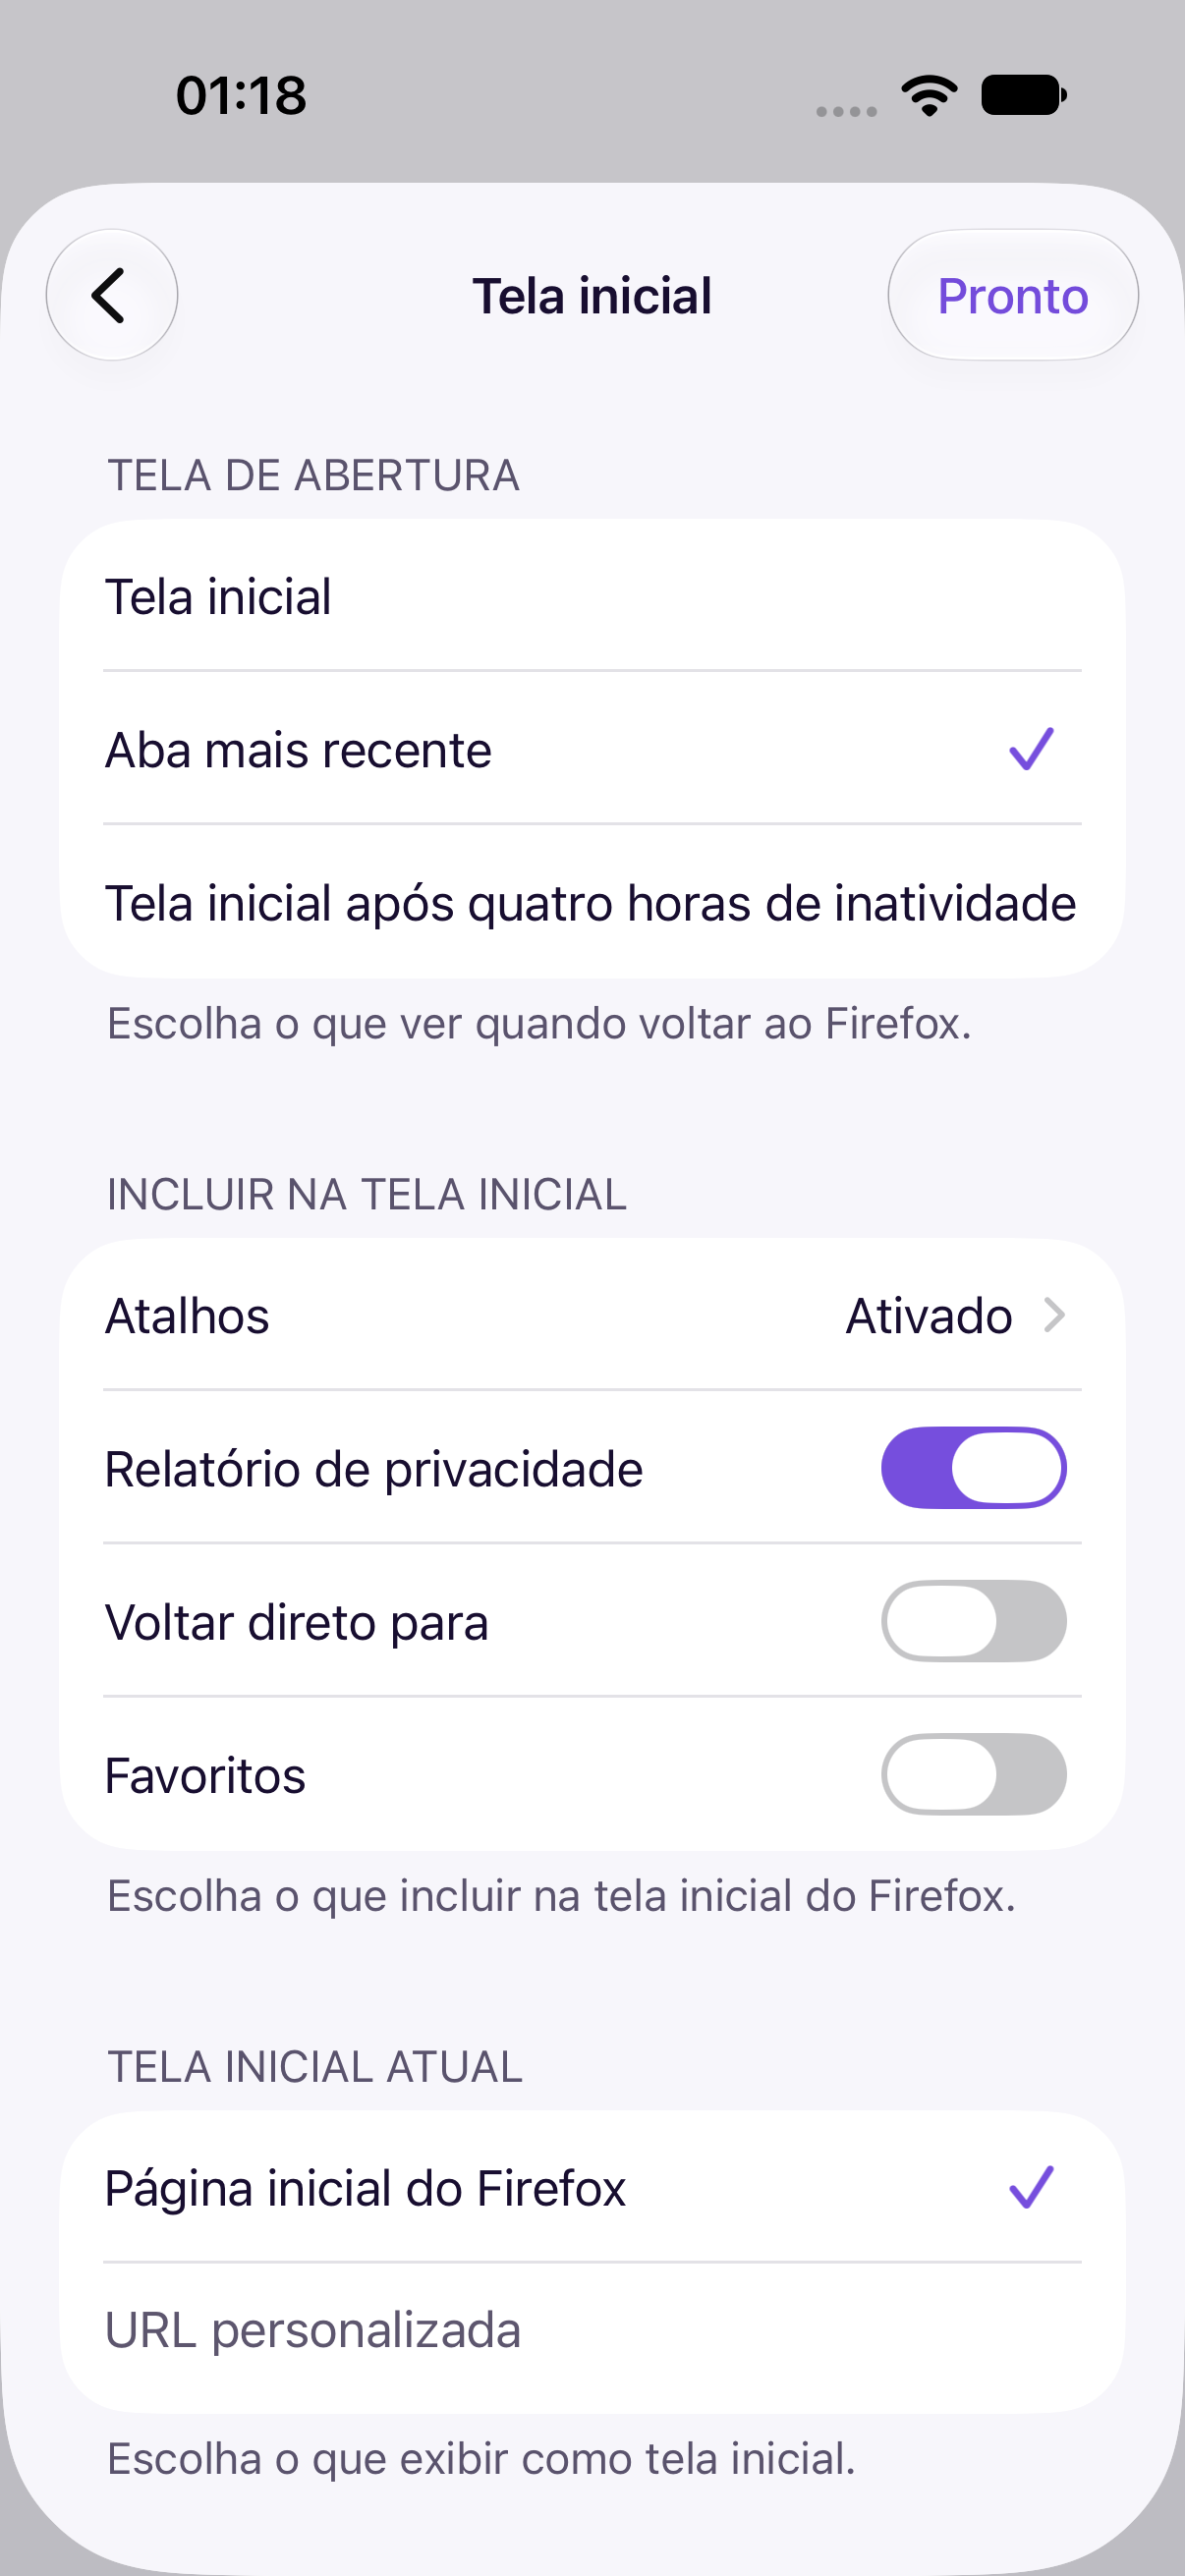 01:18
Tela inicial
Pronto
TELA DE ABERTURA
Tela inicial
Aba mais recente
Tela inicial após quatro horas de inatividade
Escolha o que ver quando voltar ao Firefox.
INCLUIR NA TELA INICIAL
Atalhos
Ativado
Relatório de privacidade
Voltar direto para
Favoritos
Escolha o que incluir na tela inicial do Firefox.
TELA INICIAL ATUAL
Página inicial do Firefox
URL personalizada
Escolha o que exibir como tela inicial.